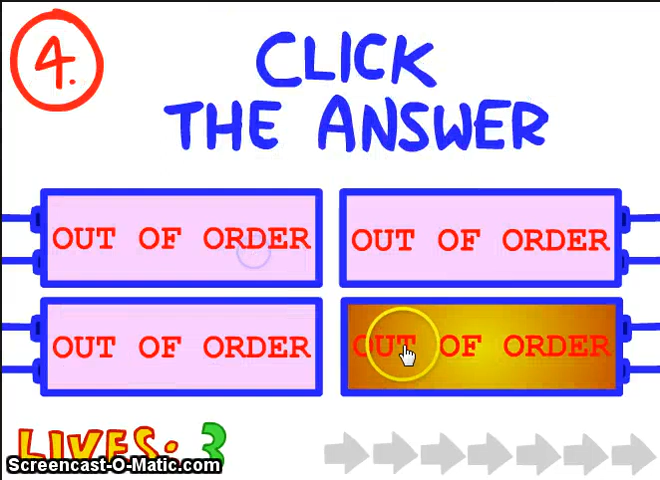 4.
CLICK
THE ANSWER
OUT OF ORDER
OUT OF ORDER
OUT OF ORDER
OUT OF ORDER
LIVES: 3
Screencast-O-Matic.com